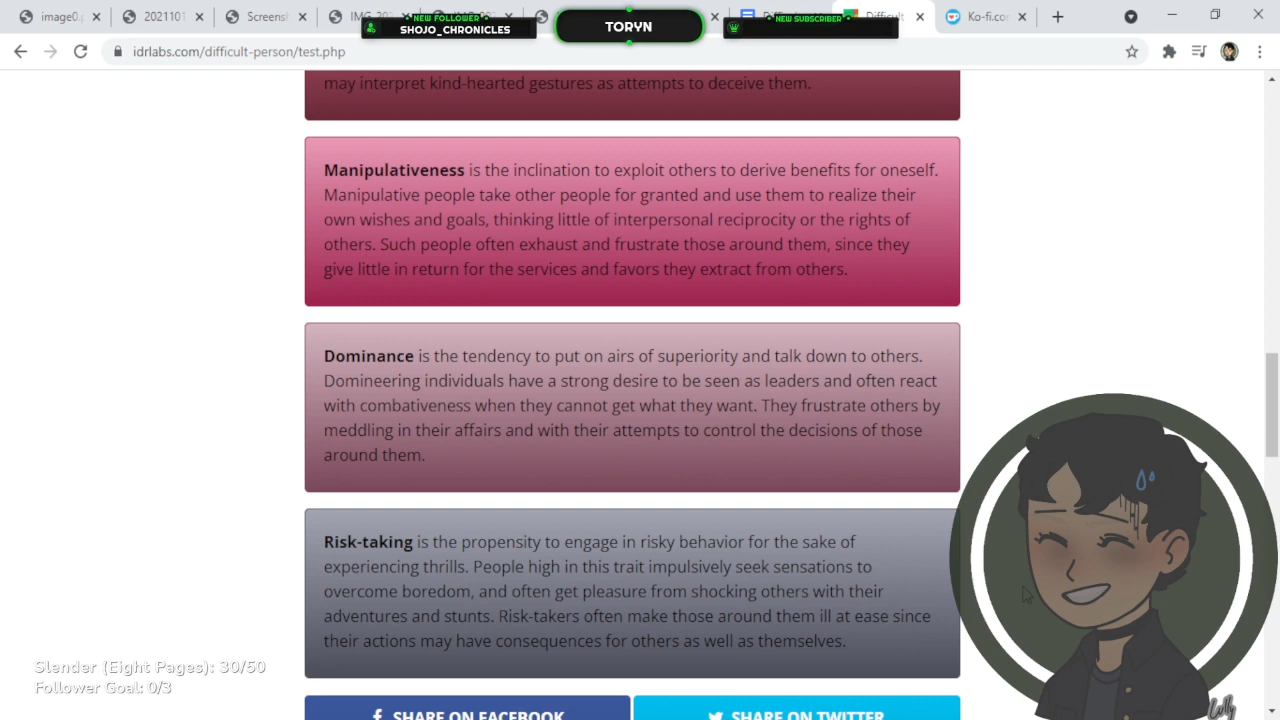 image0.p
2021101
Screensh
IMG_202
IMG_202
Difficult
Ko-fi.con
NEW FOLLOWER
SHOJO_CHRONICLES
TORYN
NEW SUBSCRIBER
idrlabs.com/difficult-person/test.php
may interpret kind-hearted gestures as attempts to deceive them.
Manipulativeness is the inclination to exploit others to derive benefits for oneself.
Manipulative people take other people for granted and use them to realize their
own wishes and goals, thinking little of interpersonal reciprocity or the rights of
others. Such people often exhaust and frustrate those around them, since they
give little in return for the services and favors they extract from others.
Dominance is the tendency to put on airs of superiority and talk down to others.
Domineering individuals have a strong desire to be seen as leaders and often react
with combativeness when they cannot get what they want. They frustrate others by
meddling in their affairs and with their attempts to control the decisions of those
around them.
Risk-taking is the propensity to engage in risky behavior for the sake of
experiencing thrills. People high in this trait impulsively seek sensations to
overcome boredom, and often get pleasure from shocking others with their
adventures and stunts. Risk-takers often make those around them ill at ease since
their actions may have consequences for others as well as themselves.
Slender (Eight Pages): 30/50
Follower Goal: 0/3
SHARE ON FACEBOOK
SHARE ON TWITTER